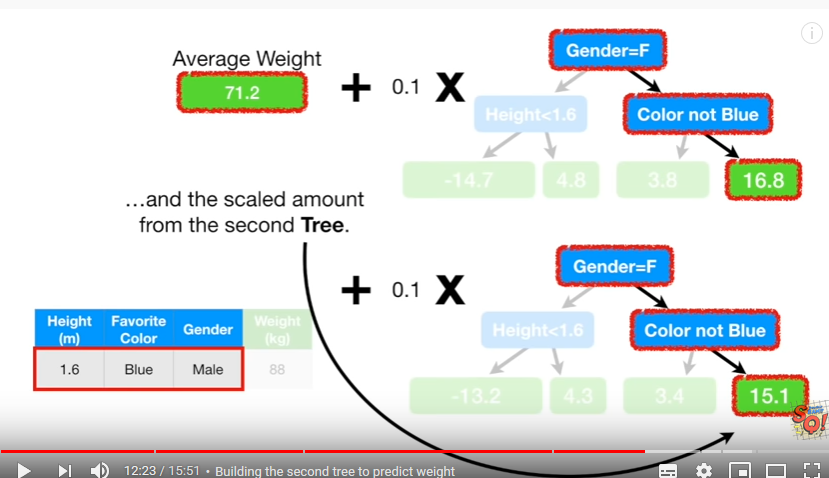 Average Weight
71.2
+ 0.1 X
Gender=F
Height<1.6
Color not Blue
-14.7
4.8
3.8
16.8
…and the scaled amount
from the second Tree.
+ 0.1 X
Gender=F
Height<1.6
Color not Blue
-13.2
4.3
3.4
15.1
Height
(m)
Favorite
Color
Gender
Weight
(kg)
1.6
Blue
Male
88
SQ!
12:23 / 15:51 • Building the second tree to predict weight